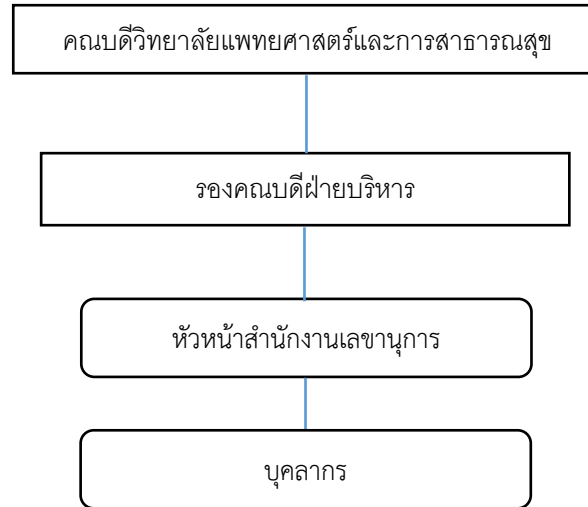 คณบดีวิทยาลัยแพทยศาสตร์และการสาธารณสุข
รองคณบดีฝ่ายบริหาร
หัวหน้าสำนักงานเลขานุการ
บุคลากร